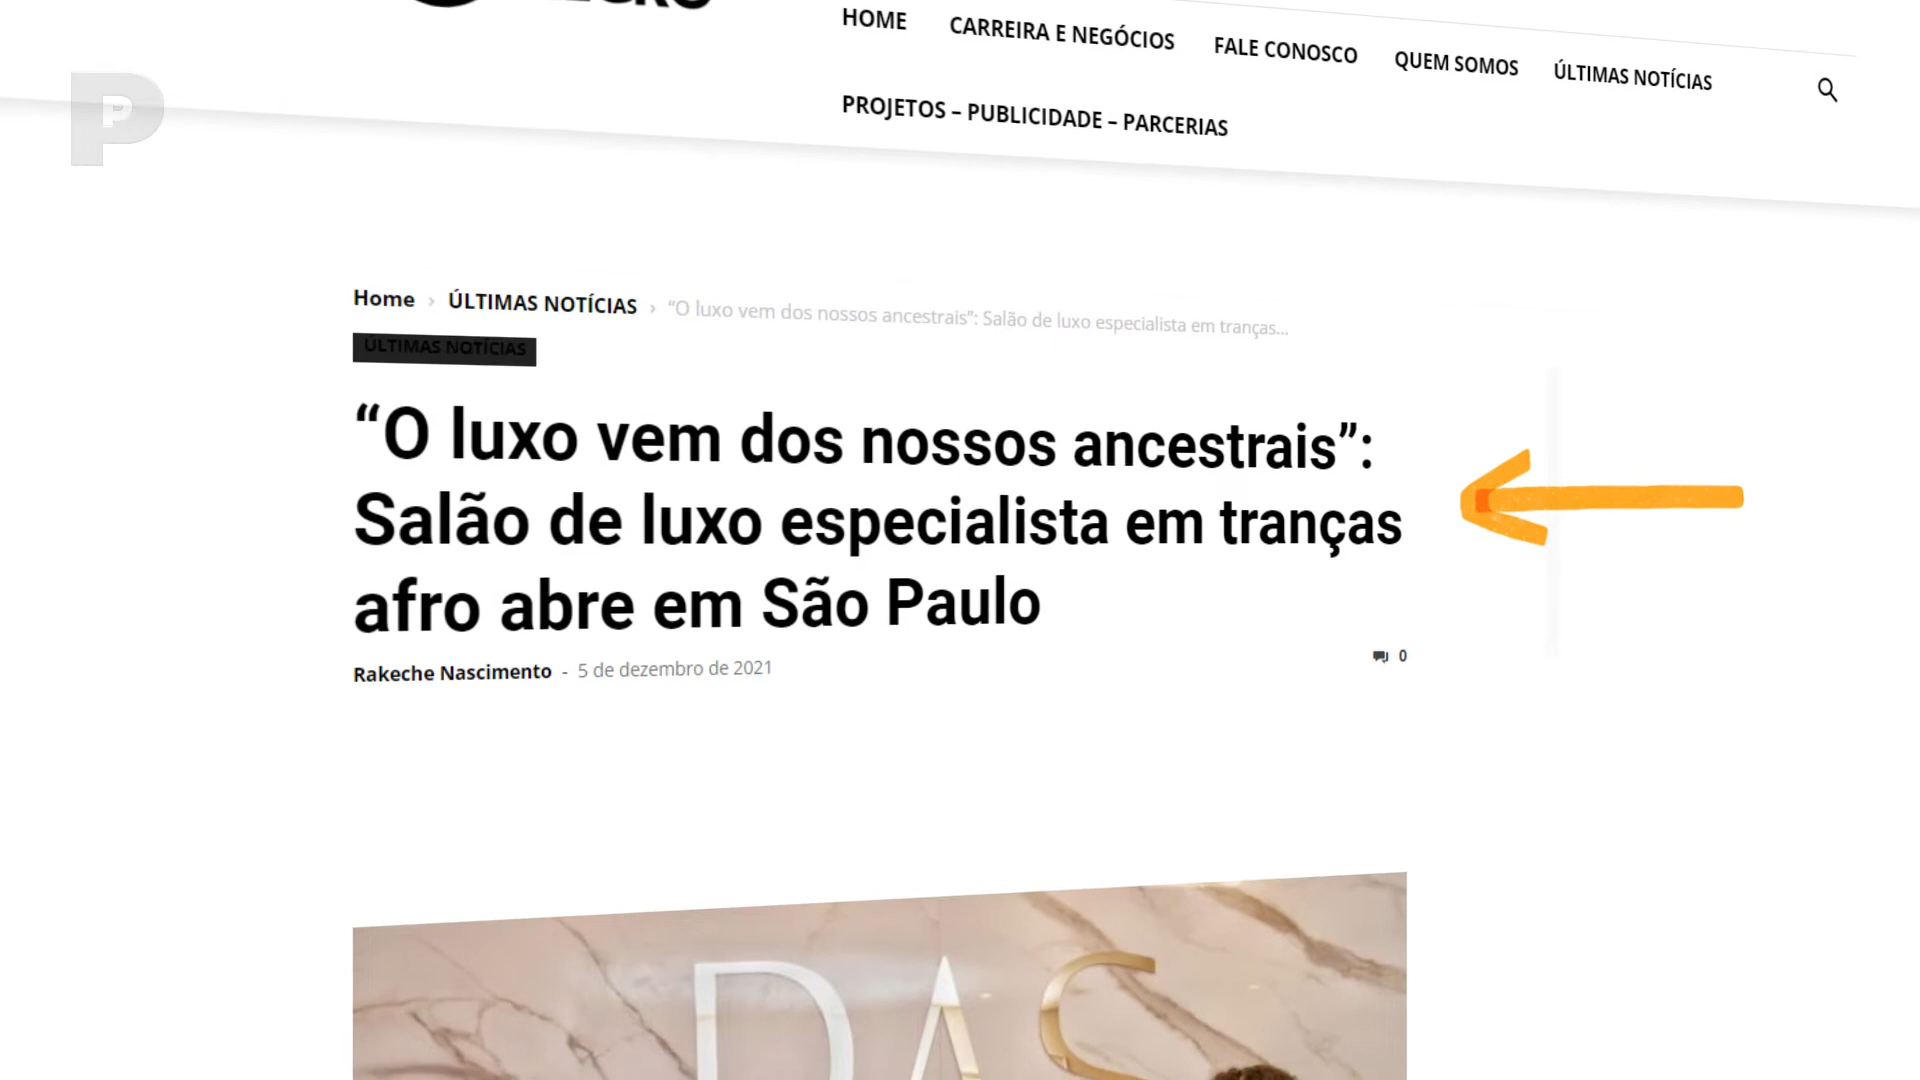 HOME CARREIRA E NEGÓCIOS FALE CONOSCO QUEM SOMOS ÚLTIMAS NOTÍCIAS
PROJETOS – PUBLICIDADE – PARCERIAS
Home › ÚLTIMAS NOTÍCIAS › “O luxo vem dos nossos ancestrais”: Salão de luxo especialista em tranças...
ÚLTIMAS NOTÍCIAS
“O luxo vem dos nossos ancestrais”:
Salão de luxo especialista em tranças
afro abre em São Paulo
Rakeche Nascimento - 5 de dezembro de 2021
0
DAS